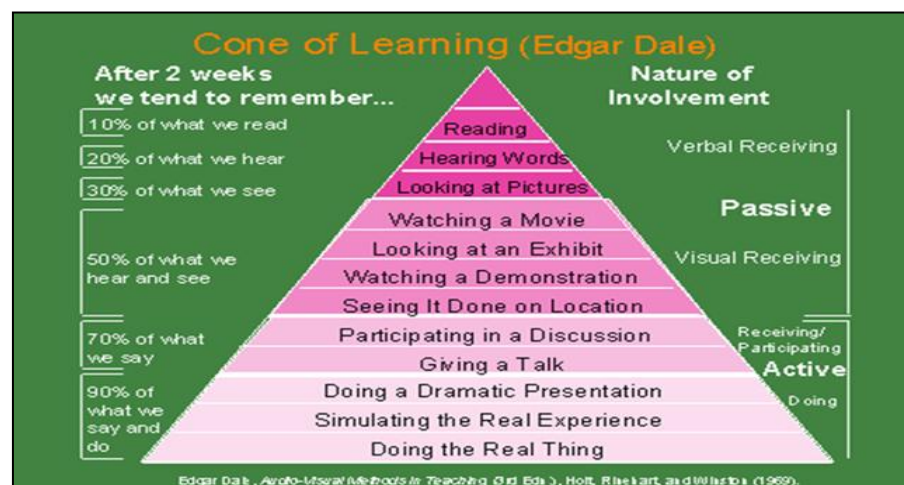 Cone of Learning (Edgar Dale)
After 2 weeks
we tend to remember...
Nature of
Involvement
10% of what we read
Reading
Verbal Receiving
20% of what we hear
Hearing Words
30% of what we see
Looking at Pictures
Passive
50% of what we
hear and see
Watching a Movie
Looking at an Exhibit
Watching a Demonstration
Seeing It Done on Location
Visual Receiving
70% of what
we say
Participating in a Discussion
Giving a Talk
Receiving/
Participating
Active
90% of
what we
say and
do
Doing a Dramatic Presentation
Simulating the Real Experience
Doing the Real Thing
Doing
Edgar Dale, Audio-Visual Methods in Teaching (3rd Edn.), Holt, Rinehart, and Winston (1969).